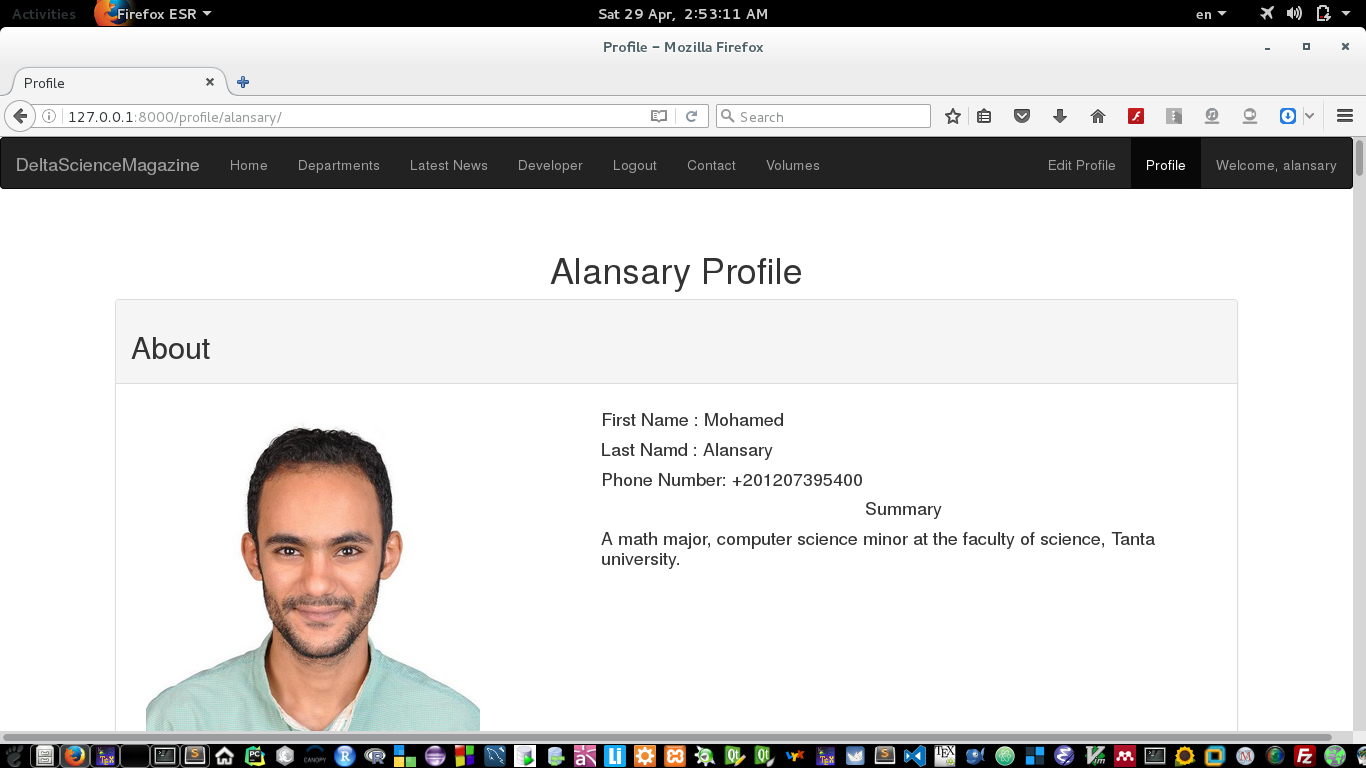 Activities Firefox ESR Sat 29 Apr, 2:53:11 AM en
Profile - Mozilla Firefox
Profile
127.0.0.1:8000/profile/alansary/ Search
DeltaScienceMagazine Home Departments Latest News Developer Logout Contact Volumes Edit Profile Profile Welcome, alansary
Alansary Profile
About
First Name : Mohamed
Last Namd : Alansary
Phone Number: +201207395400
Summary
A math major, computer science minor at the faculty of science, Tanta
university.